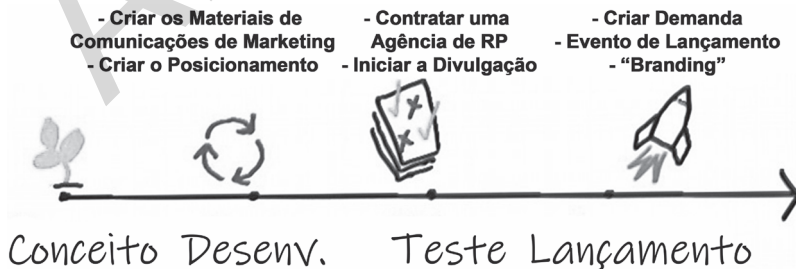 - Criar os Materiais de
Comunicações de Marketing
- Criar o Posicionamento
- Contratar uma
Agência de RP
- Iniciar a Divulgação
- Criar Demanda
- Evento de Lançamento
- “Branding”
Conceito Desenv. Teste Lançamento